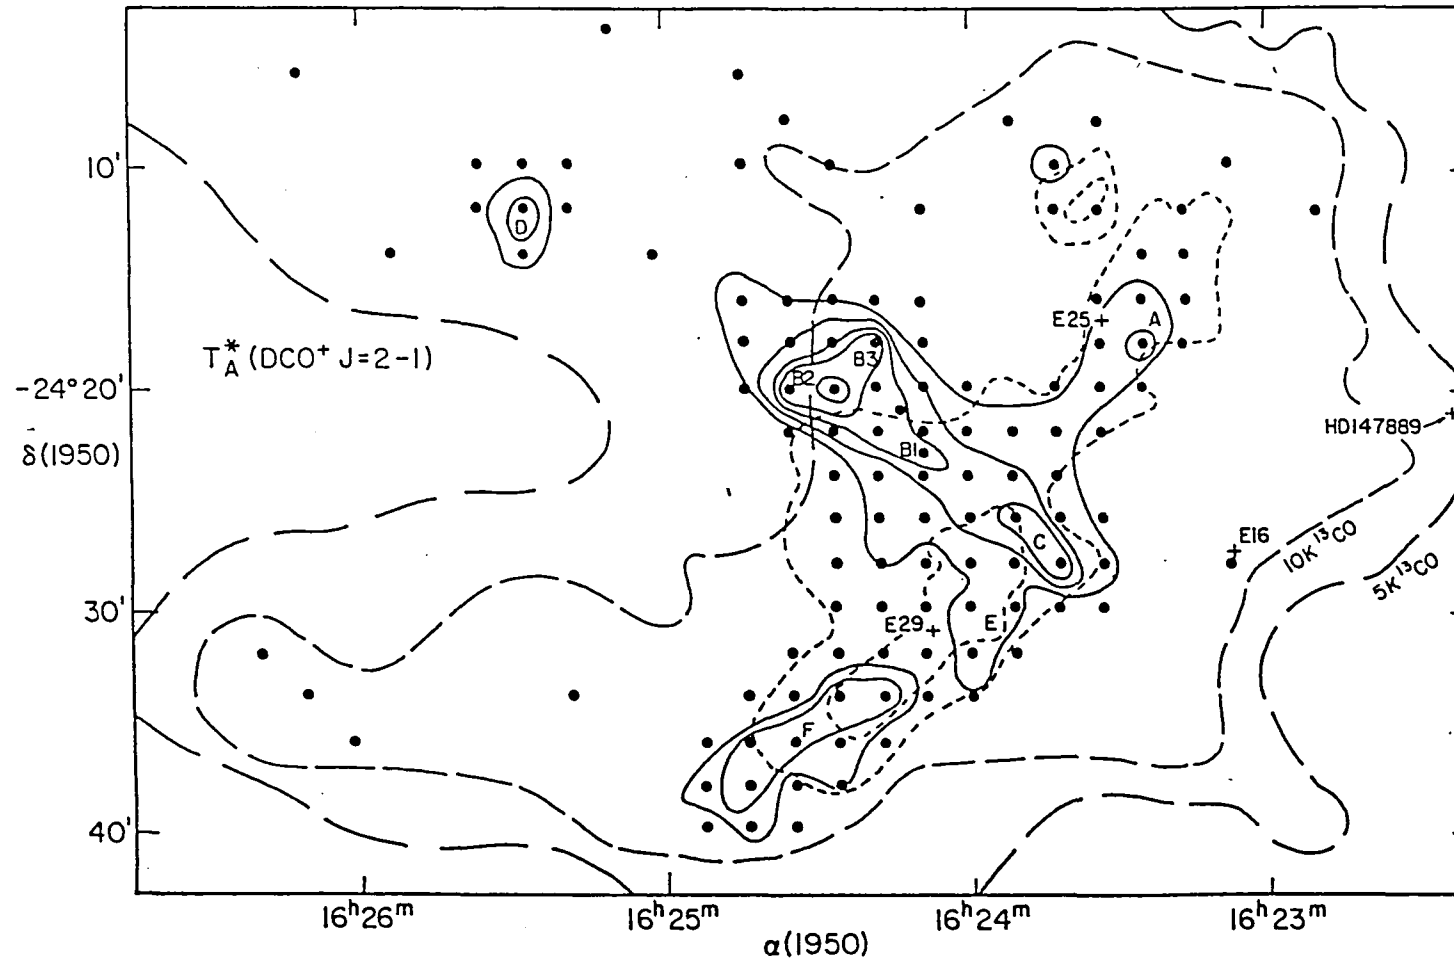 10'
D
E25 +
A
T*A (DCO⁺ J=2-1)
B3
B2
-24°20'
HD147889
δ(1950)
B1
C
E16
10K ¹³CO
5K ¹³CO
30'
E29 +
E
F
40'
16ʰ26ᵐ
16ʰ25ᵐ
16ʰ24ᵐ
16ʰ23ᵐ
α(1950)